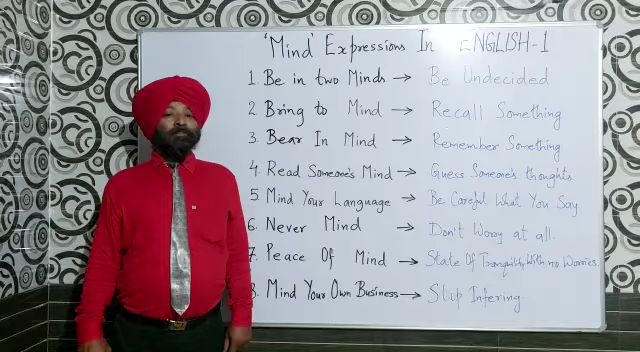 'Mind' Expressions In ENGLISH-1
1 Be in two Minds → Be Undecided
2 Bring to Mind → Recall Something
3. Bear In Mind → Remember Something
4. Read Someone's Mind → Guess Someone's thoughts.
5. Mind Your Language → Be Careful What You Say
6. Never Mind → Don't Worry at all.
7. Peace Of Mind → State Of Tranquility With no Worries.
8. Mind Your Own Business → Stop Infering